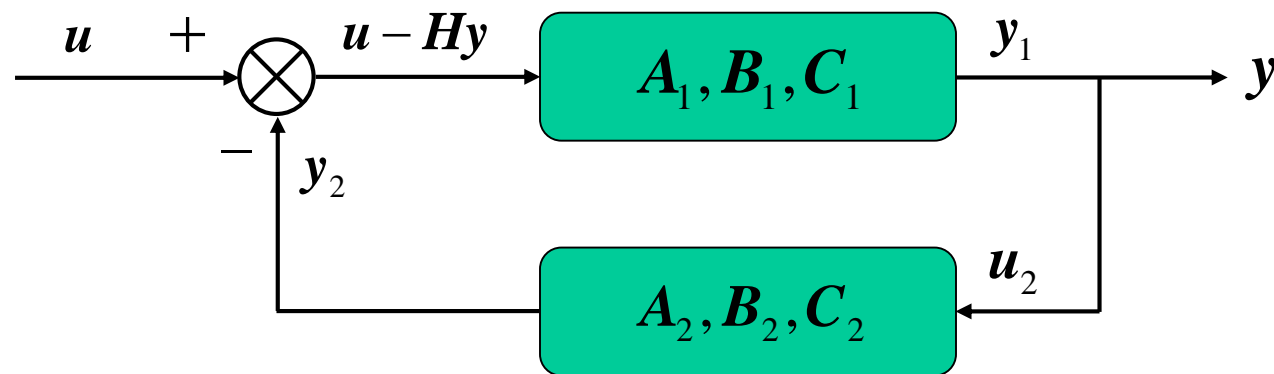 u + u − Hy A₁, B₁, C₁ y₁ y
− y₂
A₂, B₂, C₂ u₂